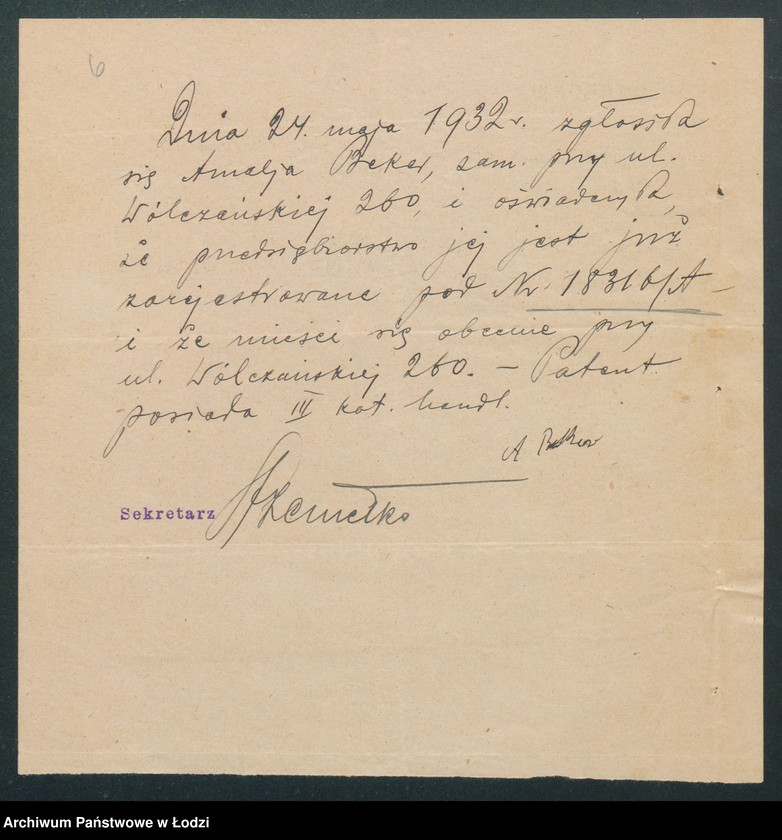 6
Dnia 24. maja 1932 r. zgłosiła
się Amalja Beker, zam. przy ul.
Wólczańskiej 260, i oświadczyła,
że przedsiębiorstwo jej jest już
zarejestrowane pod Nr. 18316/A –
i że mieści się obecnie przy
ul. Wólczańskiej 260. – Patent
posiada III kat. handl.
A
Sekretarz
Archiwum Państwowe w Łodzi